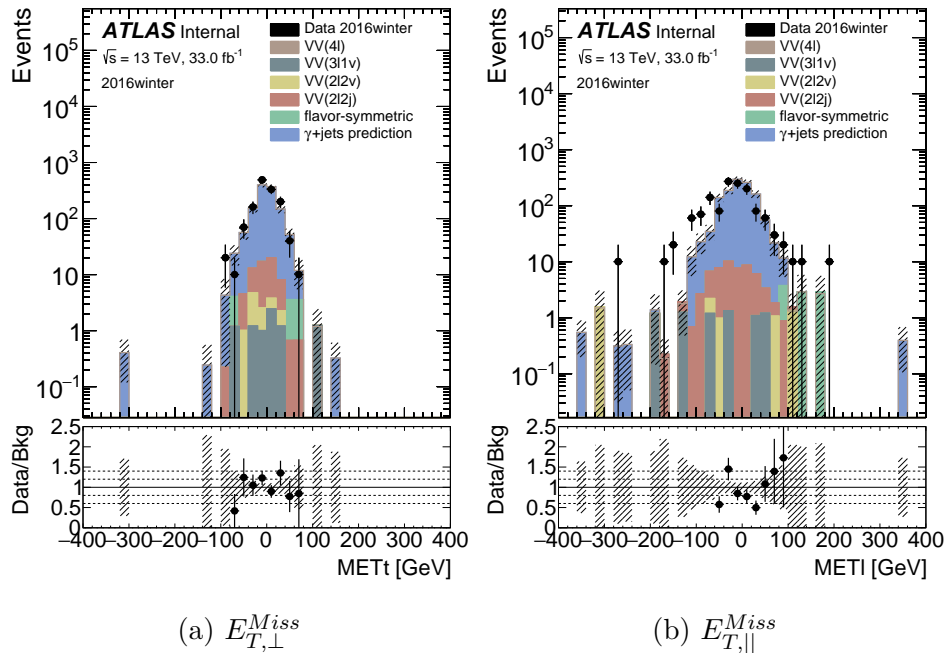 ATLAS Internal
√s = 13 TeV, 33.0 fb⁻¹
2016winter
Data 2016winter
VV(4l)
VV(3l1v)
VV(2l2v)
VV(2l2j)
flavor-symmetric
γ+jets prediction
Events
10⁵
10⁴
10³
10²
10
1
10⁻¹
Data/Bkg
2.5
2
1.5
1
0.5
0
−400 −300 −200 −100 0 100 200 300 400
METt [GeV]
(a) E_{T,⊥}^{Miss}
ATLAS Internal
√s = 13 TeV, 33.0 fb⁻¹
2016winter
Data 2016winter
VV(4l)
VV(3l1v)
VV(2l2v)
VV(2l2j)
flavor-symmetric
γ+jets prediction
Events
10⁵
10⁴
10³
10²
10
1
10⁻¹
Data/Bkg
2.5
2
1.5
1
0.5
0
−400 −300 −200 −100 0 100 200 300 400
METl [GeV]
(b) E_{T,||}^{Miss}